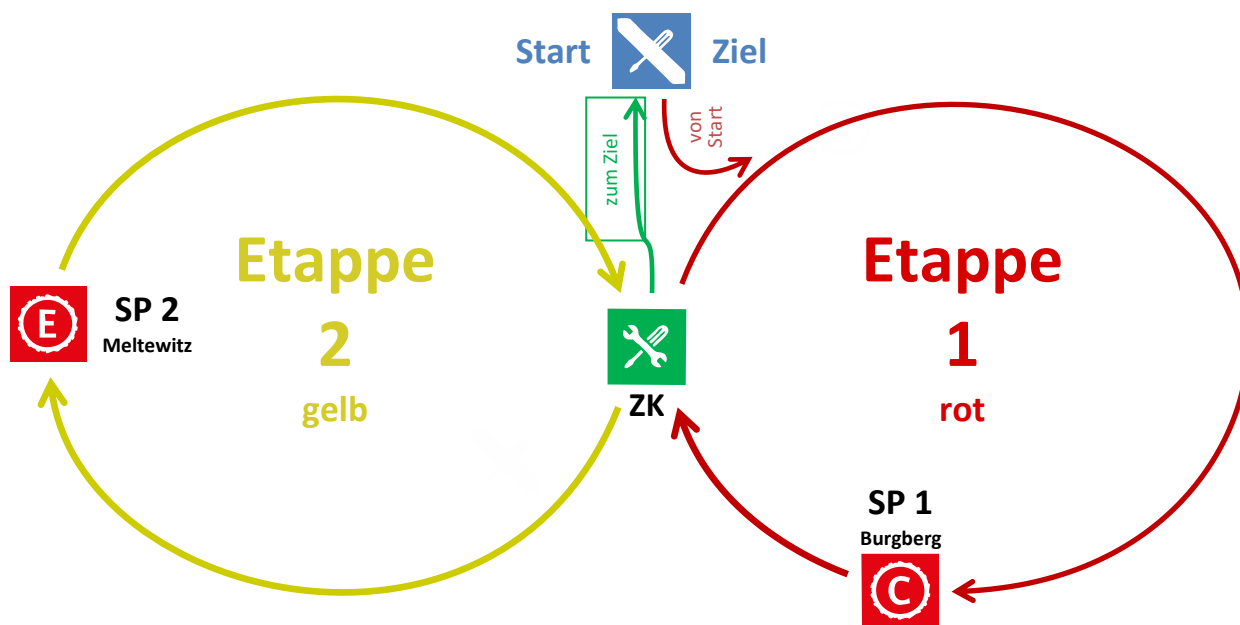 Start
Ziel
zum Ziel
von
Start
Etappe
2
gelb
Etappe
1
rot
E
SP 2
Meltewitz
ZK
SP 1
Burgberg
C